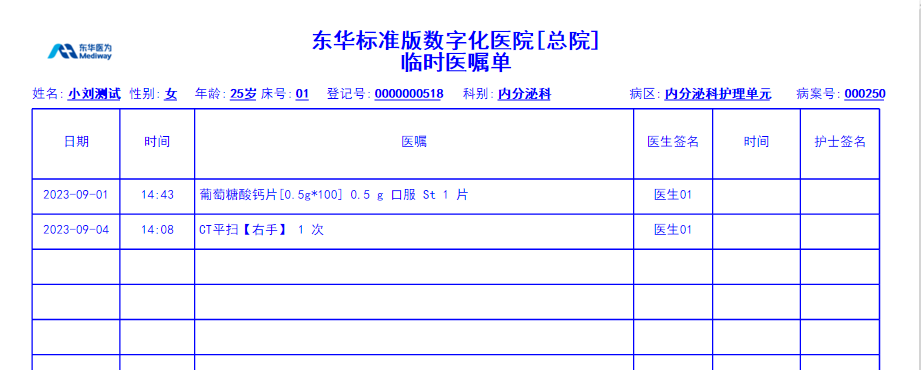 东华医为
Mediway
东华标准版数字化医院[总院]
临时医嘱单
姓名: 小刘测试 性别: 女 年龄: 25岁 床号: 01 登记号: 0000000518 科别: 内分泌科 病区: 内分泌科护理单元 病案号: 000250
日期 时间 医嘱 医生签名 时间 护士签名
2023-09-01 14:43 葡萄糖酸钙片[0.5g*100] 0.5 g 口服 St 1 片 医生01
2023-09-04 14:08 CT平扫【右手】 1 次 医生01